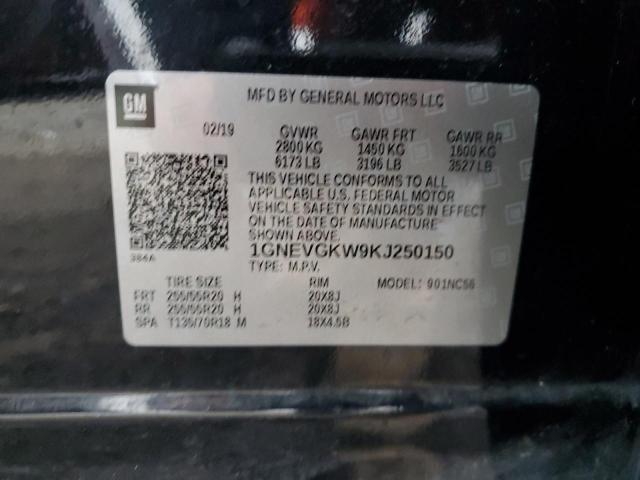 GM
MFD BY GENERAL MOTORS LLC
02/19 GVWR GAWR FRT GAWR RR
2800 KG 1450 KG 1600 KG
6173 LB 3196 LB 3527 LB
THIS VEHICLE CONFORMS TO ALL
APPLICABLE U.S. FEDERAL MOTOR
VEHICLE SAFETY STANDARDS IN EFFECT
ON THE DATE OF MANUFACTURE
SHOWN ABOVE.
384A 1GNEVGKW9KJ250150
TYPE: M.P.V.
TIRE SIZE RIM MODEL: 901NC56
FRT 255/55R20 H 20X8J
RR 255/55R20 H 20X8J
SPA T135/70R18 M 18X4.5B